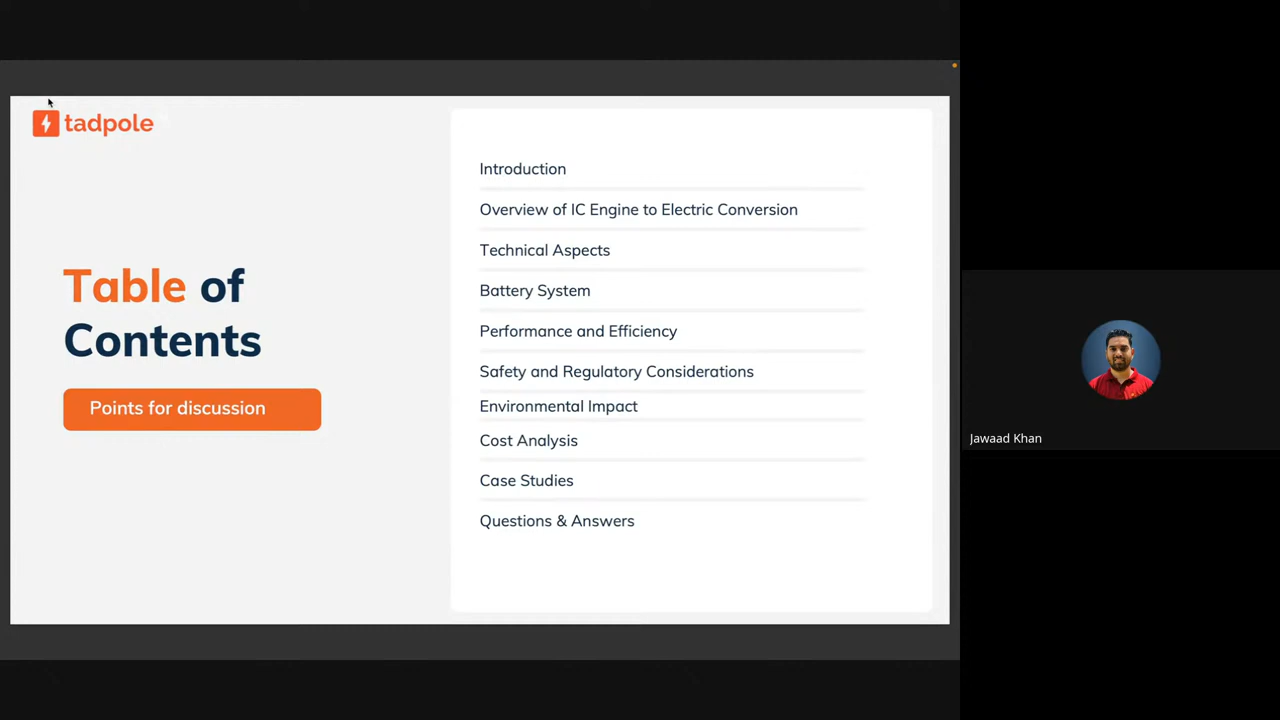 tadpole
Table of
Contents
Points for discussion
Introduction
Overview of IC Engine to Electric Conversion
Technical Aspects
Battery System
Performance and Efficiency
Safety and Regulatory Considerations
Environmental Impact
Cost Analysis
Case Studies
Questions & Answers
Jawaad Khan